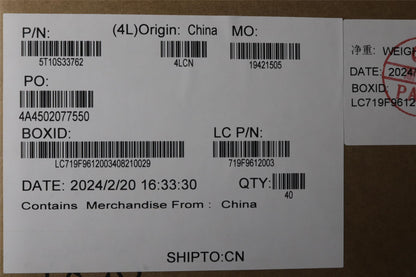 P/N: (4L)Origin: China MO:
5T10S33762 4LCN 19421505
PO:
4A4502077550
BOXID: LC P/N:
LC719F9612003408210029 719F9612003
DATE: 2024/2/20 16:33:30 QTY:
40
Contains Merchandise From : China
SHIPTO:CN
净重: WEIGH
DATE: 2024/
BOXID:
LC719F9612
PA